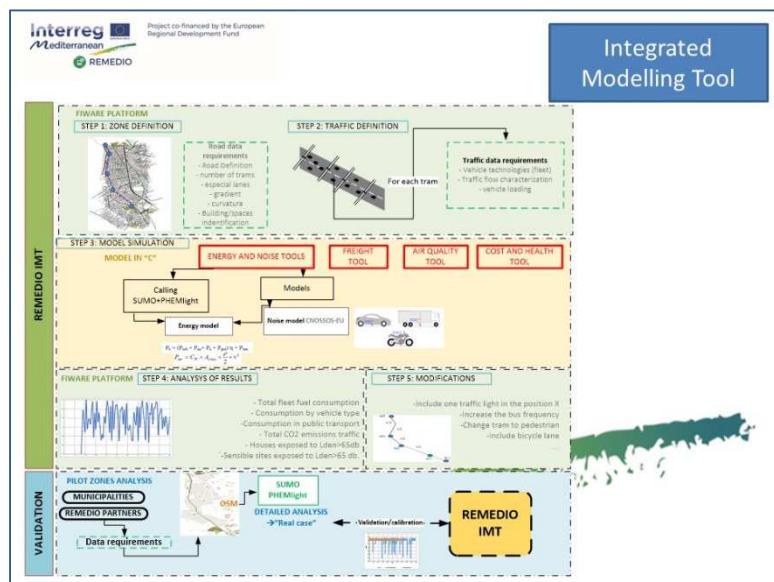 Interreg
Mediterranean
REMEDIO
Project co-financed by the European
Regional Development Fund
Integrated
Modelling Tool
REMEDIO IMT
FIWARE PLATFORM
STEP 1: ZONE DEFINITION
Road data
requirements
- Road Definition
- number of trams
- especial lanes
- gradient
- curvature
- Building/spaces
indentification
STEP 2: TRAFFIC DEFINITION
For each tram
Traffic data requirements
- Vehicle technologies (fleet)
- Traffic flow characterization
- vehicle loading
STEP 3: MODEL SIMULATION
MODEL IN "C"
ENERGY AND NOISE TOOLS
FREIGHT
TOOL
AIR QUALITY
TOOL
COST AND HEALTH
TOOL
Calling
SUMO+PHEMlight
Models
Energy model
Noise model CNOSSOS-EU
FIWARE PLATFORM
STEP 4: ANALYSYS OF RESULTS
- Total fleet fuel consumption
- Consumption by vehicle type
-Consumption in public transport
- Total CO2 emissions traffic
- Houses exposed to Lden>65db
-Sensible sites exposed to Lden>65 db.
STEP 5: MODIFICATIONS
-Include one traffic light in the position X
-Increase the bus frequency
-Change tram to pedestrian
-include bicycle lane
VALIDATION
PILOT ZONES ANALYSIS
MUNICIPALITIES
REMEDIO PARTNERS
Data requirements
OSM
SUMO
PHEMlight
DETAILED ANALYSIS
→"Real case"
Validation/calibration
REMEDIO
IMT